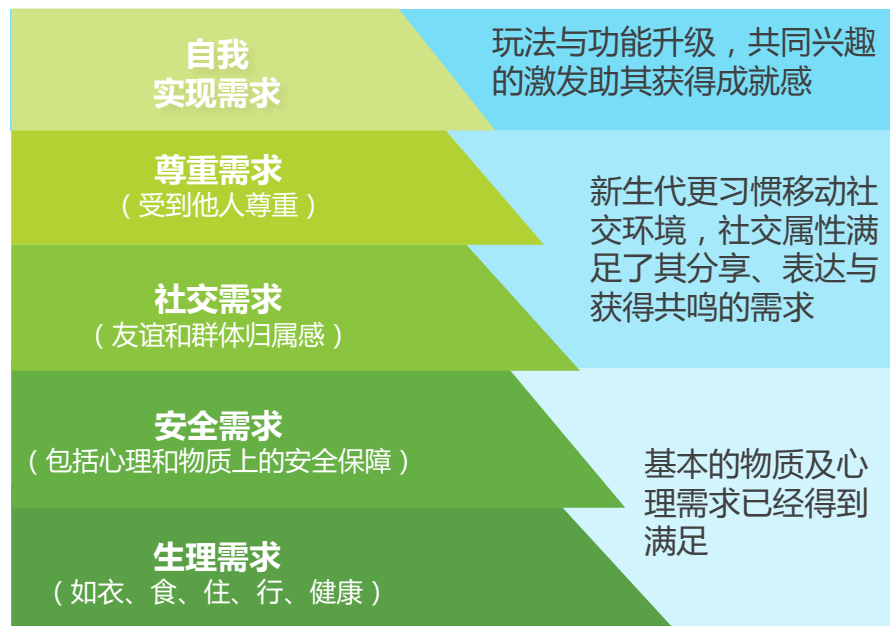 自我
实现需求
玩法与功能升级，共同兴趣
的激发助其获得成就感
尊重需求
（受到他人尊重）
社交需求
（友谊和群体归属感）
新生代更习惯移动社
交环境，社交属性满
足了其分享、表达与
获得共鸣的需求
安全需求
（包括心理和物质上的安全保障）
生理需求
（如衣、食、住、行、健康）
基本的物质及心
理需求已经得到
满足